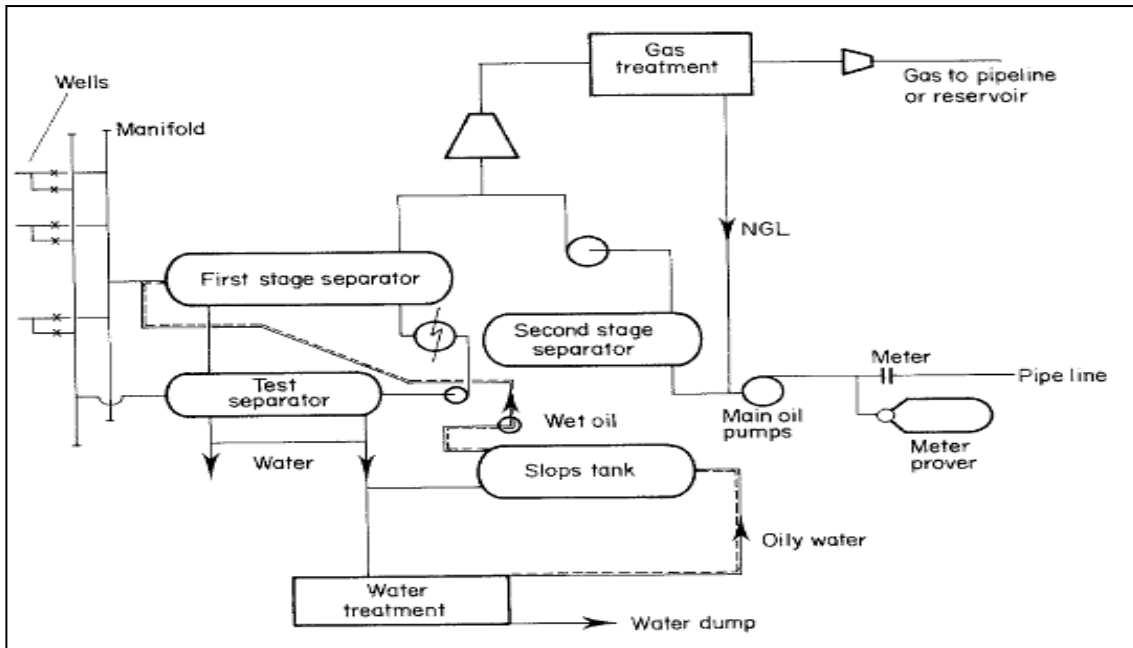 Gas
treatment
Gas to pipeline
or reservoir
Wells
Manifold
NGL
First stage separator
Second stage
separator
Meter
Pipe line
Test
separator
Main oil
pumps
Wet oil
Meter
prover
Water
Slops tank
Oily water
Water
treatment
Water dump